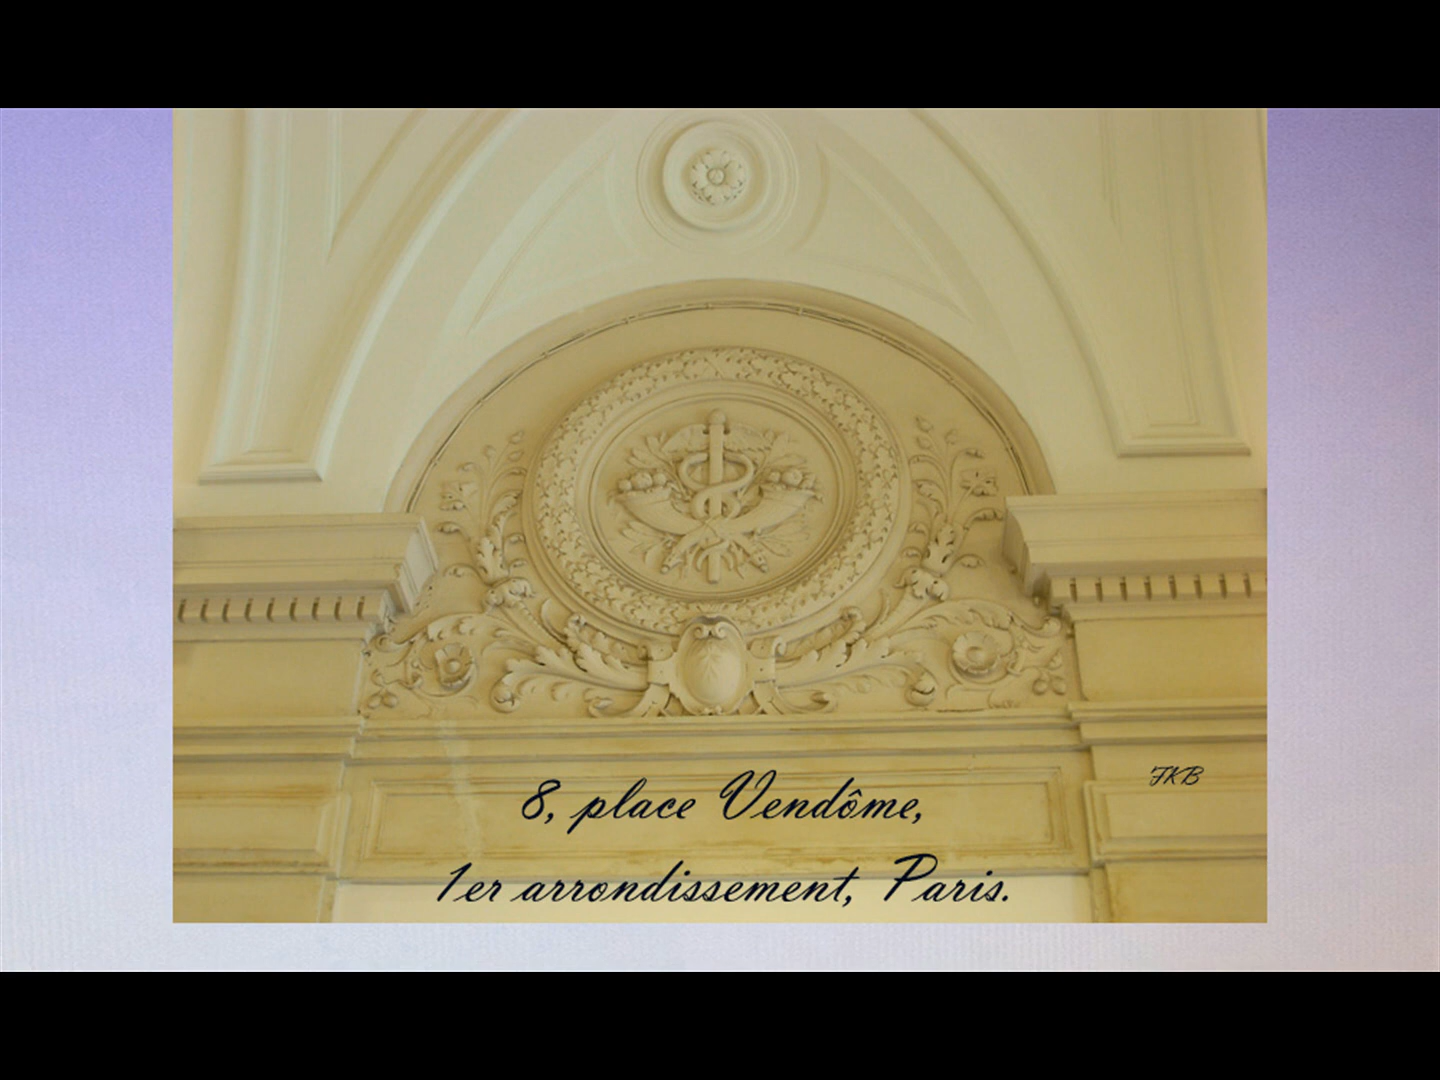 FKB
8, place Vendôme,
1er arrondissement, Paris.